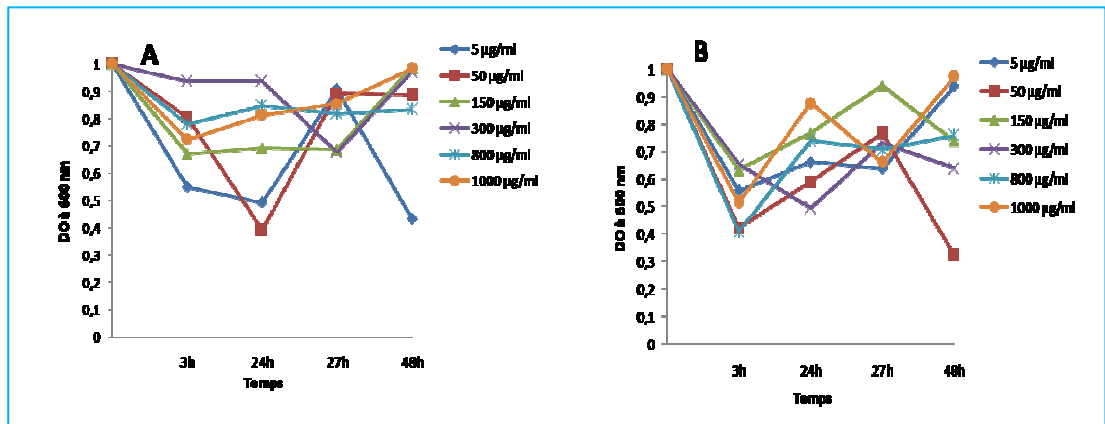 A
DO à 600 nm
1
0,9
0,8
0,7
0,6
0,5
0,4
0,3
0,2
0,1
0
3h
24h
27h
48h
Temps
5 µg/ml
50 µg/ml
150 µg/ml
300 µg/ml
800 µg/ml
1000 µg/ml
B
DO à 600 nm
1
0,9
0,8
0,7
0,6
0,5
0,4
0,3
0,2
0,1
0
3h
24h
27h
48h
Temps
5 µg/ml
50 µg/ml
150 µg/ml
300 µg/ml
800 µg/ml
1000 µg/ml